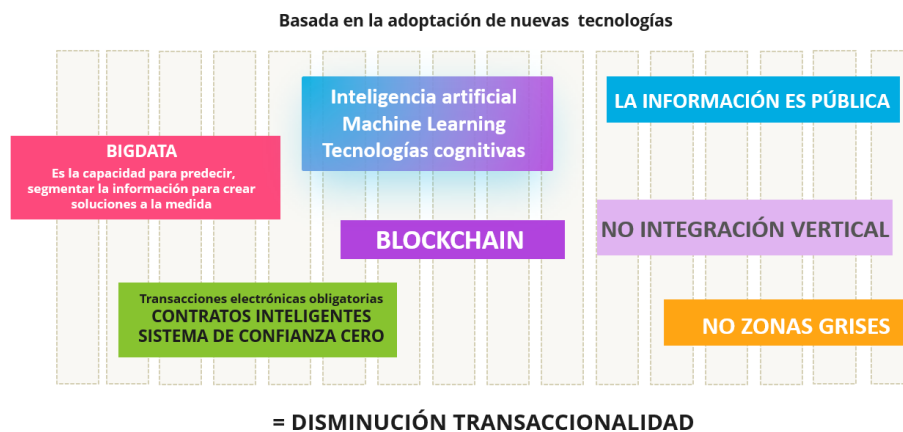 Basada en la adopción de nuevas tecnologías
Inteligencia artificial
Machine Learning
Tecnologías cognitivas
LA INFORMACIÓN ES PÚBLICA
BIGDATA
Es la capacidad para predecir,
segmentar la información para crear
soluciones a la medida
BLOCKCHAIN
NO INTEGRACIÓN VERTICAL
Transacciones electrónicas obligatorias
CONTRATOS INTELIGENTES
SISTEMA DE CONFIANZA CERO
NO ZONAS GRISES
= DISMINUCIÓN TRANSACCIONALIDAD